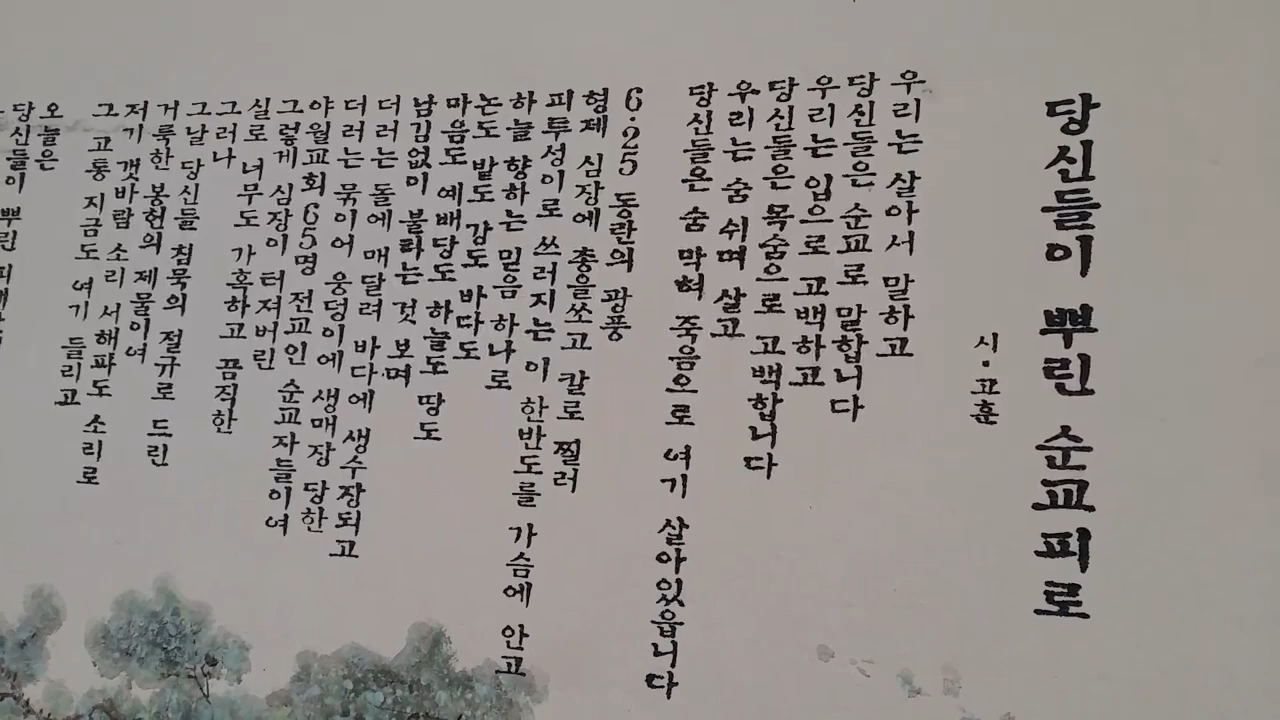 당신들이 뿌린 순교피로
시·고훈
우리는 살아서 말하고
당신들은 순교로 말합니다
우리는 입으로 고백하고
당신들은 목숨으로 고백합니다
우리는 숨 쉬며 살고
당신들은 숨 막혀 죽음으로 여기 살아있읍니다
6·25 동란의 광풍
형제 심장에 총을쏘고 칼로 찔러
피투성이로 쓰러지는 이 한반도를 가슴에 안고
하늘 향하는 믿음 하나로
논도 밭도 강도 바다도
마음도 예배당도 하늘도 땅도
남김없이 불타는 것 보며
더러는 돌에 매달려 바다에 생수장되고
더러는 묶이어 웅덩이에 생매장 당한
야월교회 65명 전교인 순교자들이여
그렇게 심장이 터져버린
실로 너무도 가혹하고 끔직한
그러나
그날 당신들 침묵의 절규로 드린
거룩한 봉헌의 제물이여
저기 갯바람 소리 서해파도 소리로
그 고통 지금도 여기 들리고
오늘은
당신들이 뿌린